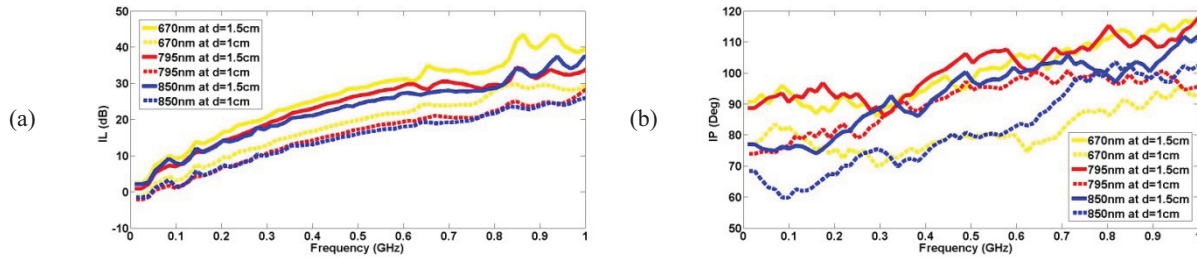 (a)
IL (dB)
50
40
30
20
10
0
-10
670nm at d=1.5cm
670nm at d=1cm
795nm at d=1.5cm
795nm at d=1cm
850nm at d=1.5cm
850nm at d=1cm
0 0.1 0.2 0.3 0.4 0.5 0.6 0.7 0.8 0.9 1
Frequency (GHz)
(b)
IP (Deg)
120
110
100
90
80
70
60
50
670nm at d=1.5cm
670nm at d=1cm
795nm at d=1.5cm
795nm at d=1cm
850nm at d=1.5cm
850nm at d=1cm
0 0.1 0.2 0.3 0.4 0.5 0.6 0.7 0.8 0.9 1
Frequency (GHz)